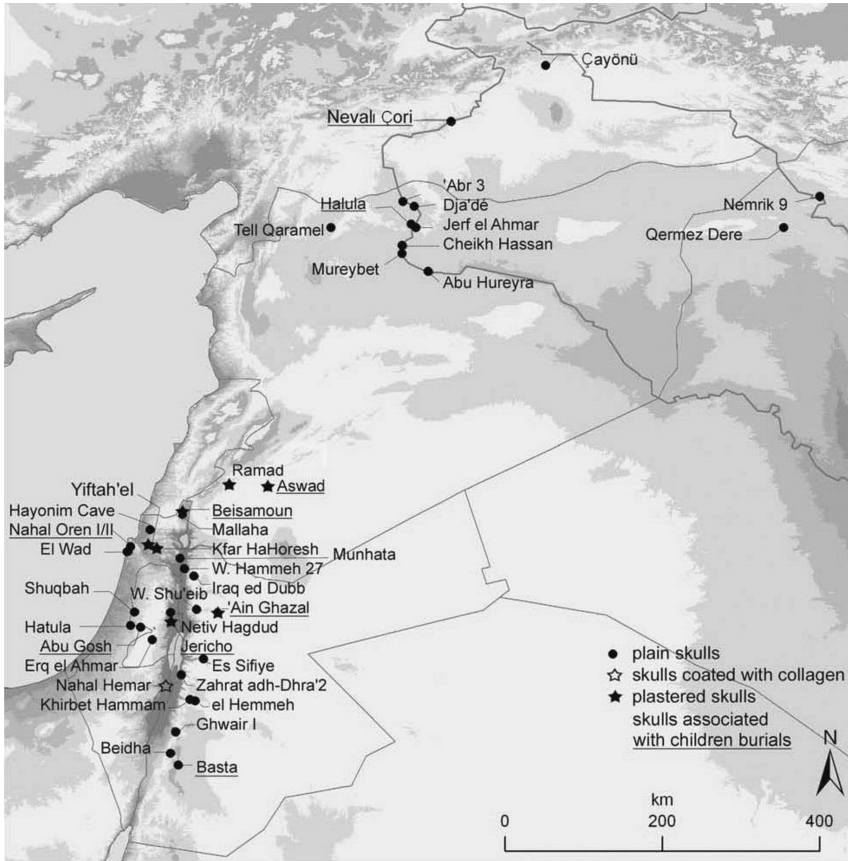 Çayönü
Nevalı Çori
'Abr 3
Halula
Dja'dé
Nemrik 9
Tell Qaramel
Jerf el Ahmar
Qermez Dere
Cheikh Hassan
Mureybet
Abu Hureyra
Ramad
Aswad
Yiftah'el
Hayonim Cave
Beisamoun
Nahal Oren I/II
Mallaha
El Wad
Kfar HaHoresh
Munhata
W. Hammeh 27
Iraq ed Dubb
Shuqbah
W. Shu'eib
'Ain Ghazal
Hatula
Netiv Hagdud
Abu Gosh
Jericho
Erq el Ahmar
Es Sifiye
Nahal Hemar
Zahrat adh-Dhra'2
Khirbet Hammam
el Hemmeh
Ghwair I
Beidha
Basta
plain skulls
skulls coated with collagen
plastered skulls
skulls associated
with children burials
N
km
0 200 400